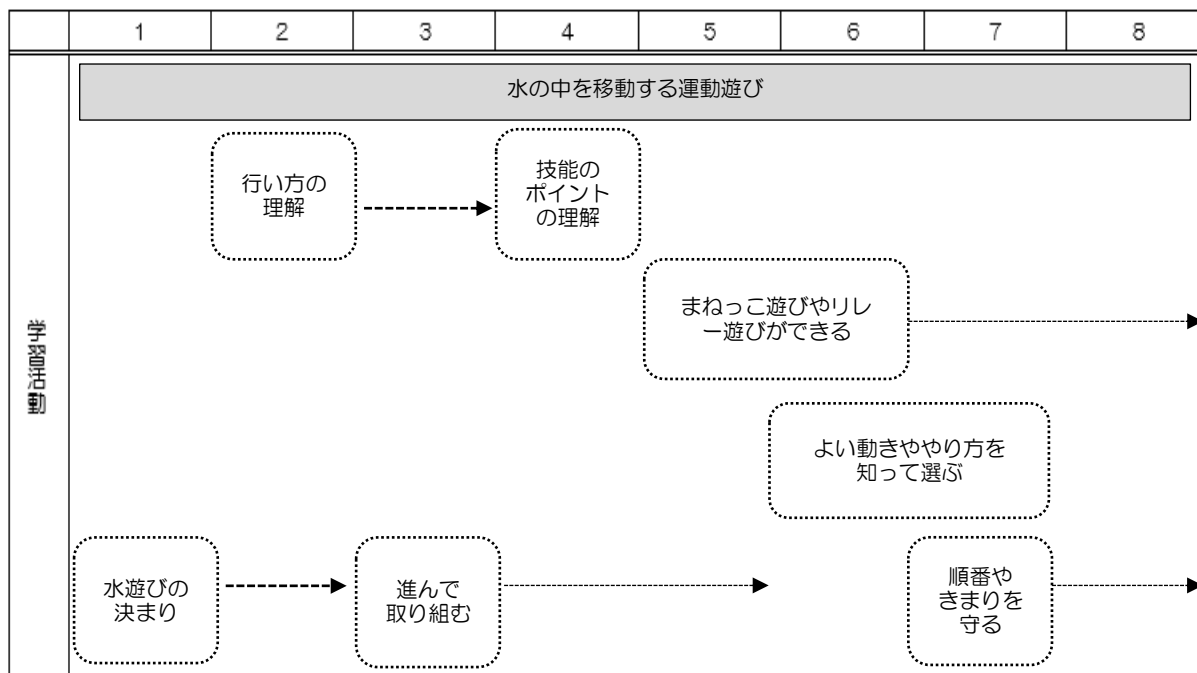 1 2 3 4 5 6 7 8
学習活動
水の中を移動する運動遊び
行い方の
理解
技能の
ポイント
の理解
まねっこ遊びやリレ
ー遊びができる
よい動きややり方を
知って選ぶ
水遊びの
決まり
進んで
取り組む
順番や
きまりを
守る